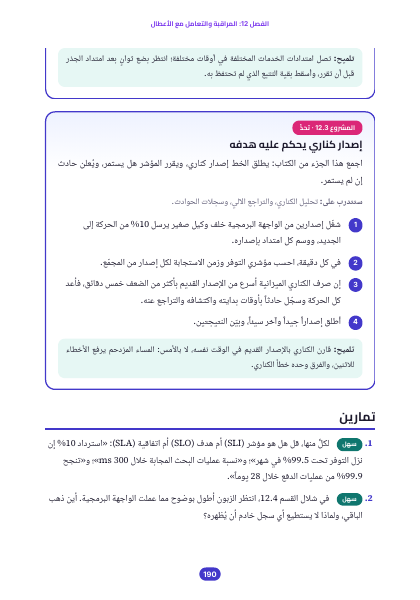 الفصل 12: المراقبة والتعامل مع الأعطال
تلميح: تصل امتدادات الخدمات المختلفة في أوقات مختلفة؛ انتظر بضع ثوانٍ بعد امتداد الجذر
قبل أن تقرر، وأسقط بقية التتبع الذي لم تحتفظ به.
المشروع 12.3 · تحدٍّ
إصدار كناري يحكم عليه هدفه
اجمع هذا الجزء من الكتاب: يطلق الخط إصدار كناري، ويقرر المؤشر هل يستمر، ويُعلن حادث
إن لم يستمر.
ستتدرب على: تحليل الكناري، والتراجع الآلي، وسجلات الحوادث.
1 شغّل إصدارين من الواجهة البرمجية خلف وكيل صغير يرسل 10% من الحركة إلى
الجديد، ووسم كل امتداد بإصداره.
2 في كل دقيقة، احسب مؤشري التوفر وزمن الاستجابة لكل إصدار من المجمّع.
3 إن صرف الكناري الميزانية أسرع من الإصدار القديم بأكثر من الضعف خمس دقائق، فأعد
كل الحركة وسجّل حادثاً بأوقات بدايته واكتشافه والتراجع عنه.
4 أطلق إصداراً جيداً وآخر سيئاً، وبيّن النتيجتين.
تلميح: قارن الكناري بالإصدار القديم في الوقت نفسه، لا بالأمس: المساء المزدحم يرفع الأخطاء
للاثنين، والفرق وحده خطأ الكناري.
تمارين
1. سهل لكلٍّ منها، قل هل هو مؤشر (SLI) أم هدف (SLO) أم اتفاقية (SLA): «استرداد 10% إن
نزل التوفر تحت 99.5% في شهر»؛ و«نسبة عمليات البحث المجابة خلال 300 ms»؛ و«تنجح
99.9% من عمليات الدفع خلال 28 يوماً».
2. سهل في شلال القسم 12.4، انتظر الزبون أطول بوضوح مما عملت الواجهة البرمجية. أين ذهب
الباقي، ولماذا لا يستطيع أي سجل خادم أن يُظهره؟
190